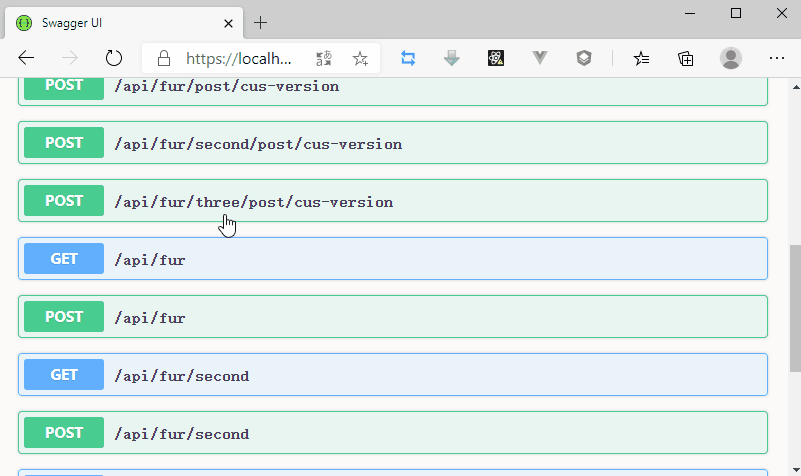 Swagger UI
https://localh...
POST /api/fur/post/cus-version
POST /api/fur/second/post/cus-version
POST /api/fur/three/post/cus-version
GET /api/fur
POST /api/fur
GET /api/fur/second
POST /api/fur/second